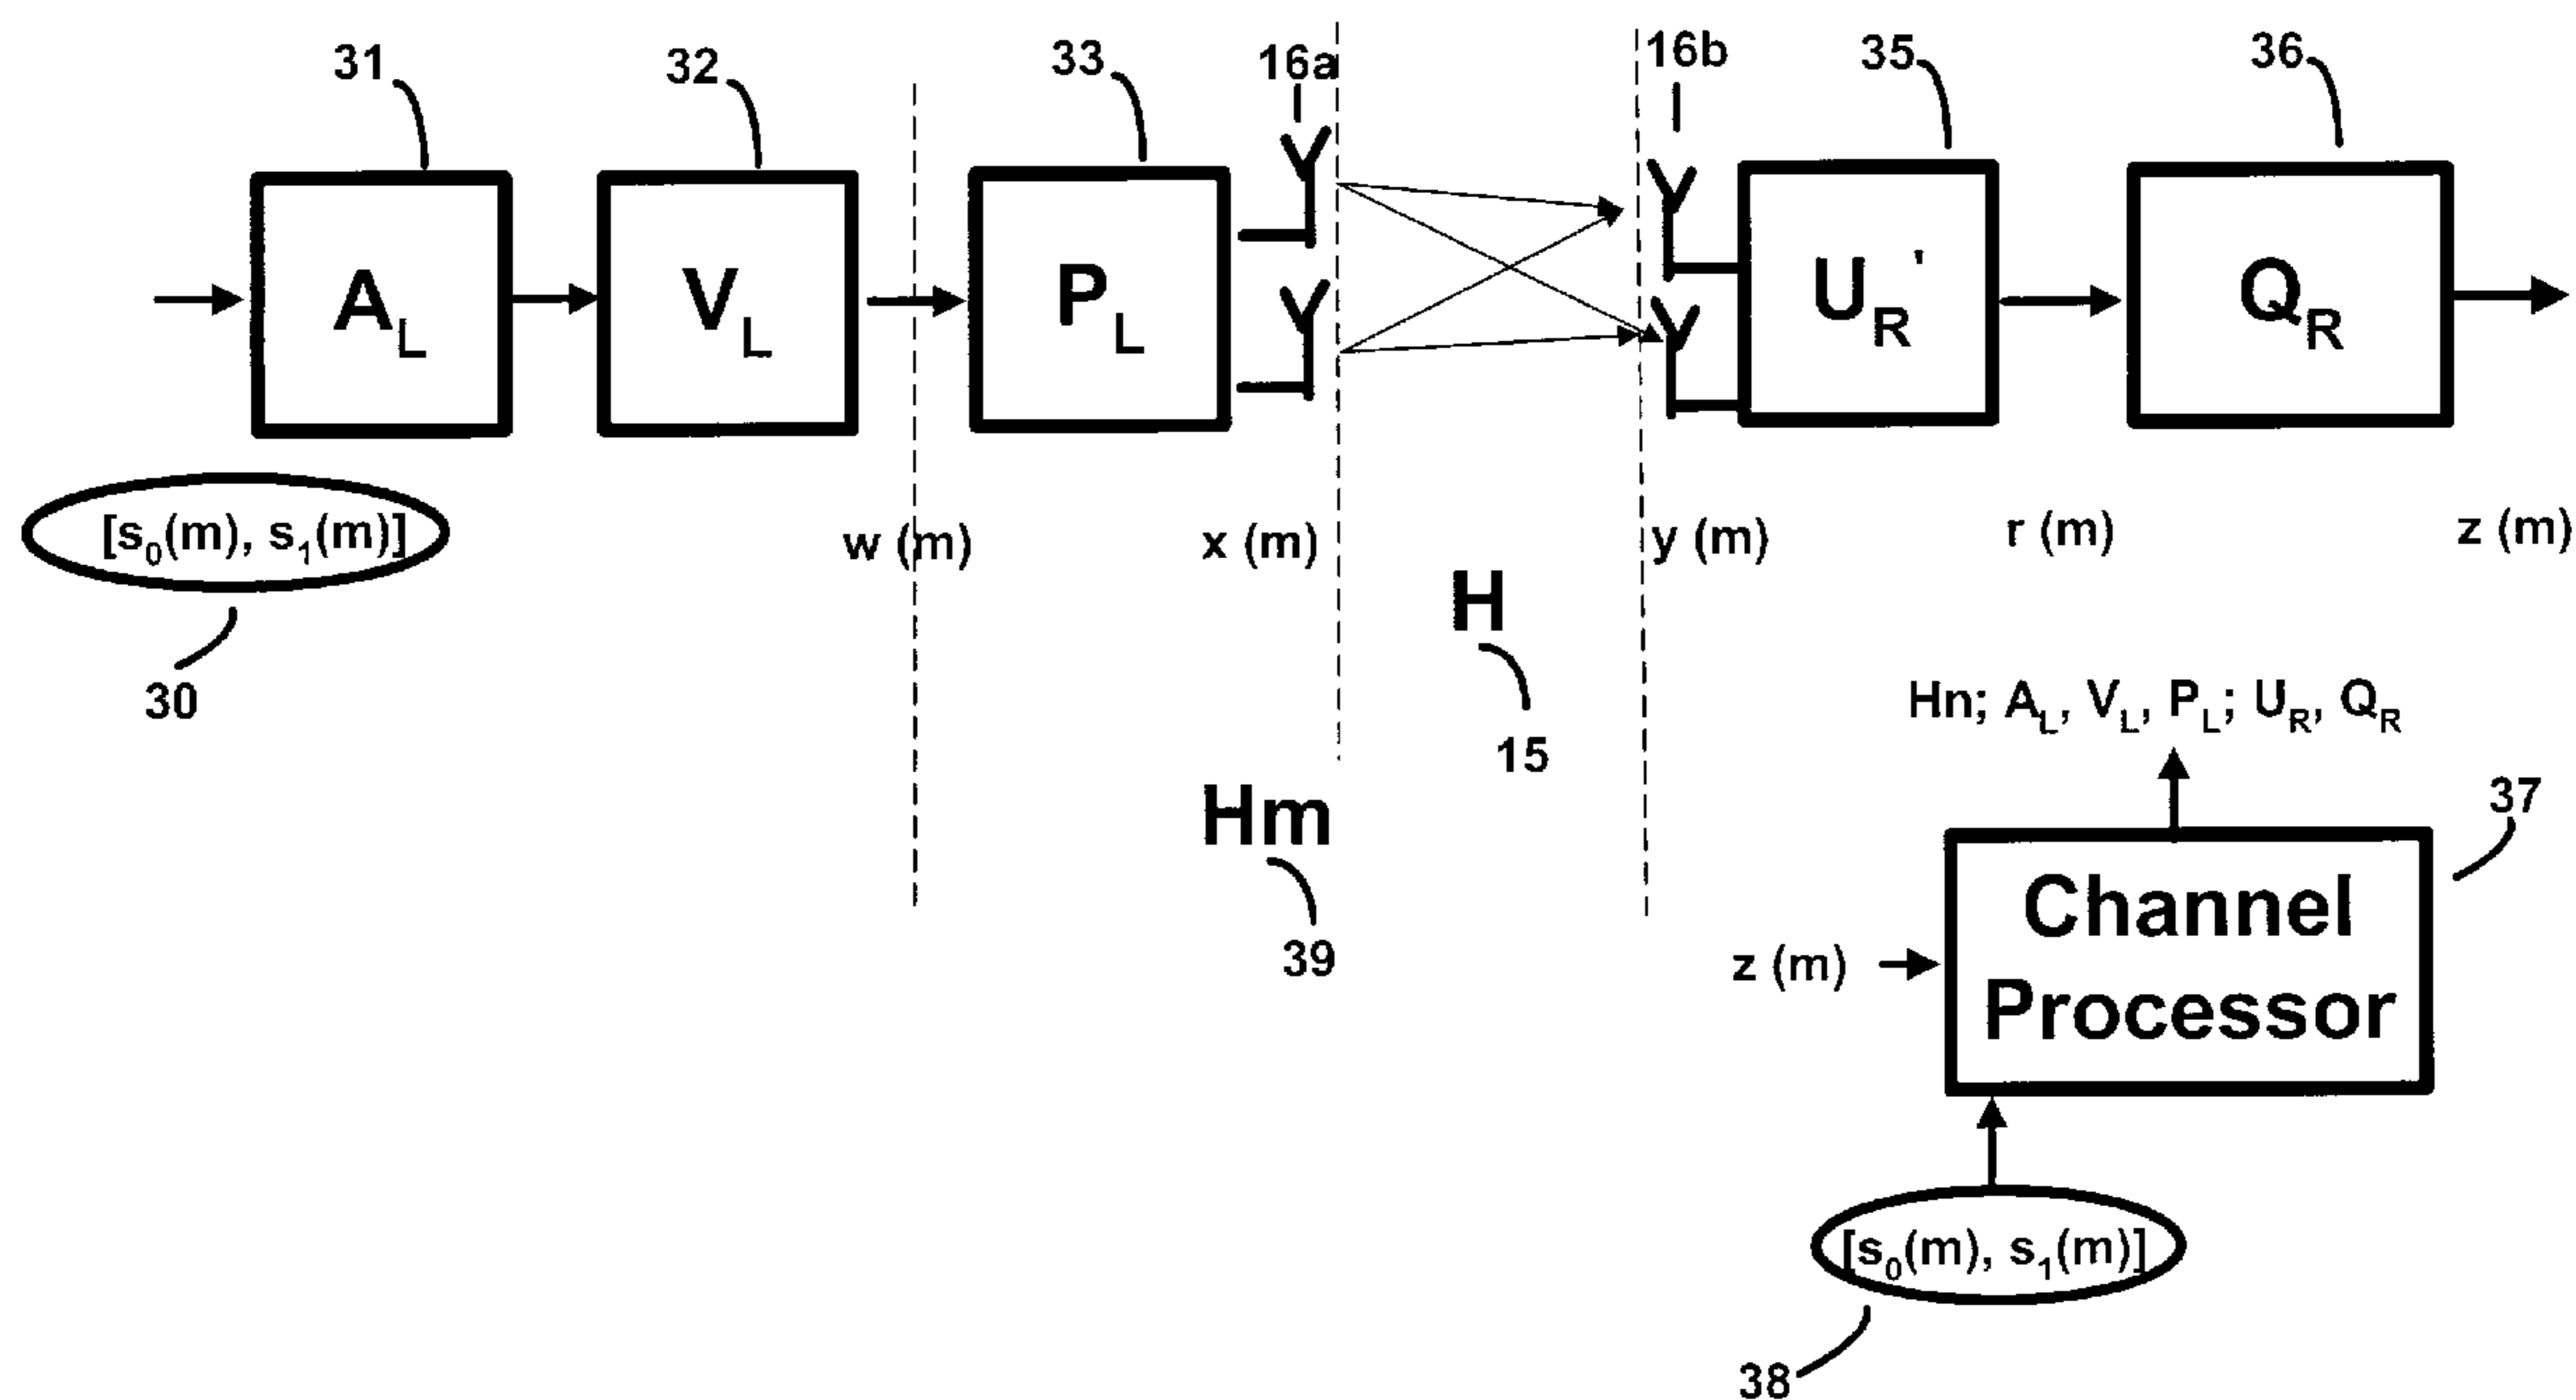 31 32 33 16a 16b 35 36
A_L V_L P_L U_R' Q_R
[s_0(m), s_1(m)] w (m) x (m) y (m) r (m) z (m)
30
H
15
Hn; A_L, V_L, P_L; U_R, Q_R
Hm
39
37
Channel
Processor
z (m)
[s_0(m), s_1(m)]
38